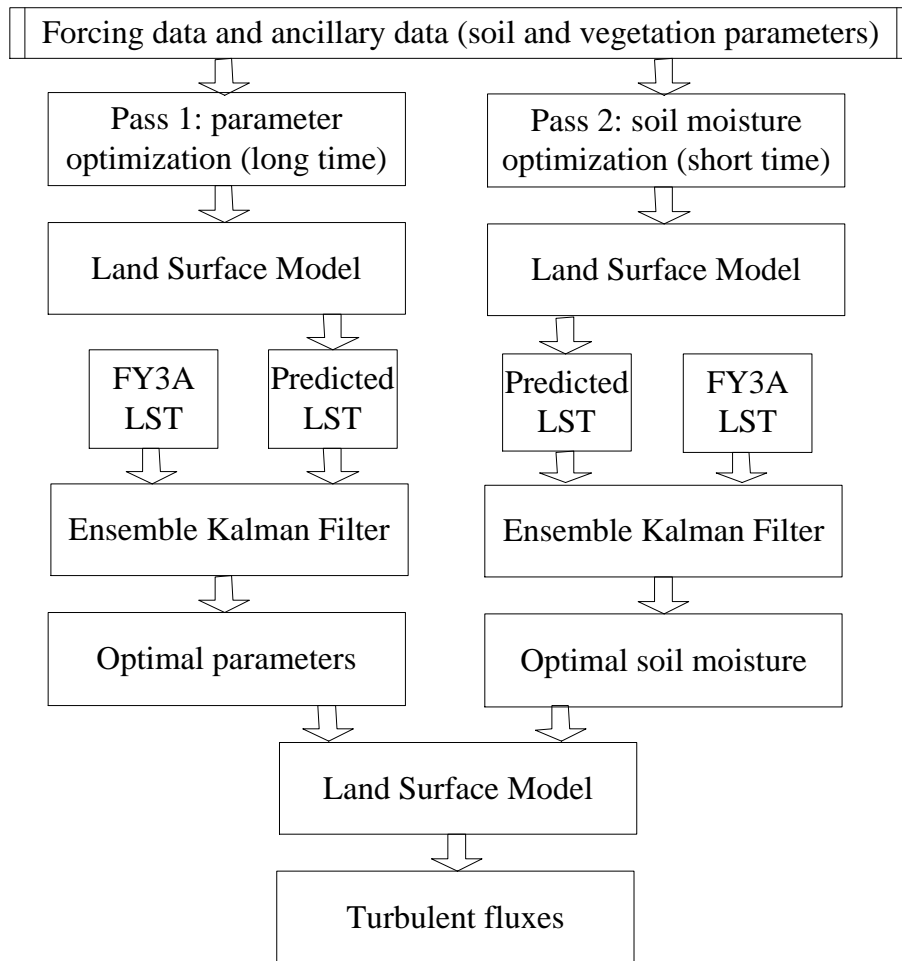 Forcing data and ancillary data (soil and vegetation parameters)
Pass 1: parameter
optimization (long time)
Pass 2: soil moisture
optimization (short time)
Land Surface Model
Land Surface Model
FY3A
LST
Predicted
LST
Predicted
LST
FY3A
LST
Ensemble Kalman Filter
Ensemble Kalman Filter
Optimal parameters
Optimal soil moisture
Land Surface Model
Turbulent fluxes